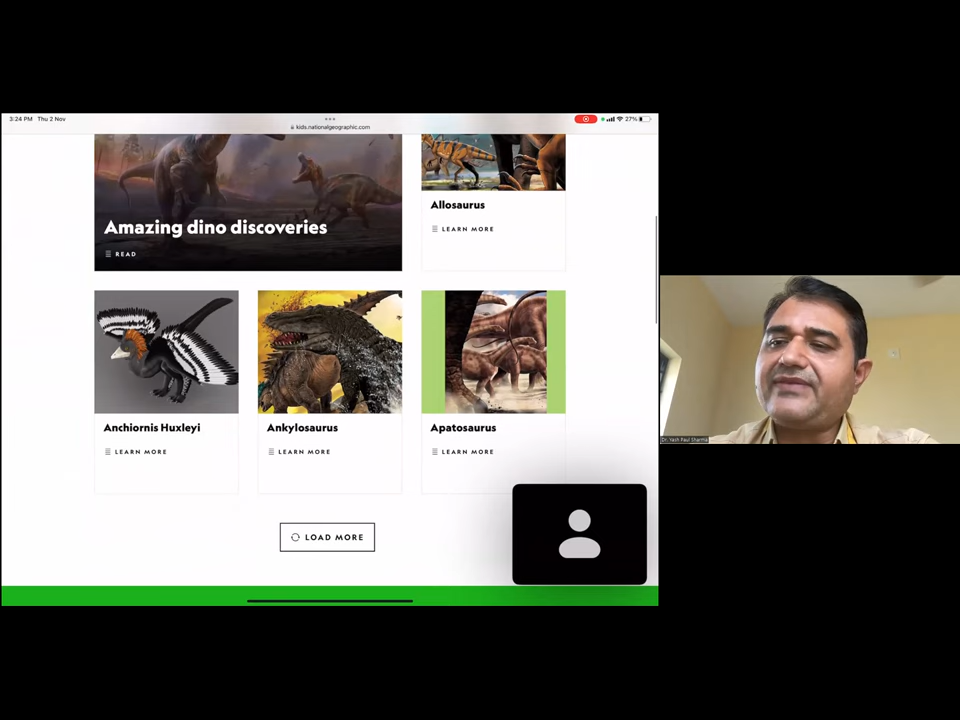 3:24 PM Thu 2 Nov
27%
kids.nationalgeographic.com
Amazing dino discoveries
READ
Allosaurus
LEARN MORE
Anchiornis Huxleyi
LEARN MORE
Ankylosaurus
LEARN MORE
Apatosaurus
LEARN MORE
LOAD MORE
Dr. Yash Paul Sharma